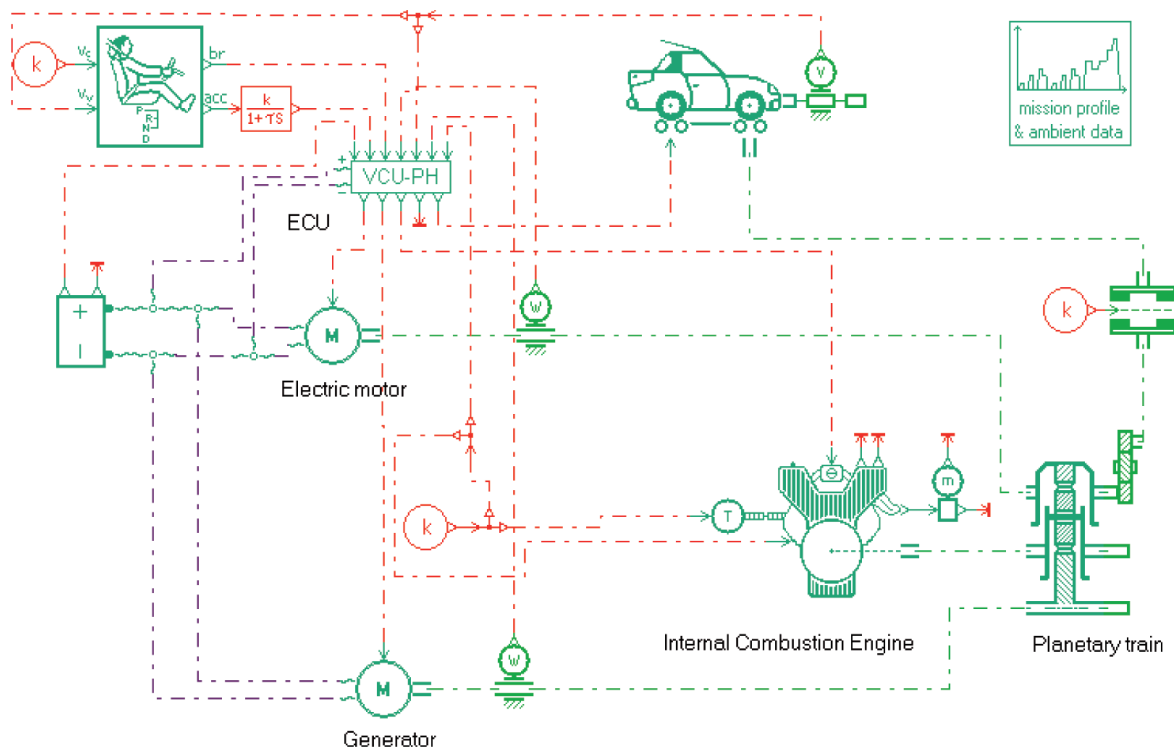 k
Vc
Vv
br
acc
P
R
N
D
k
1+τS
V
mission profile
& ambient data
+
VCU-PH
−
ECU
+
M
W
k
Electric motor
k
T
m
Internal Combustion Engine
Planetary train
W
M
Generator